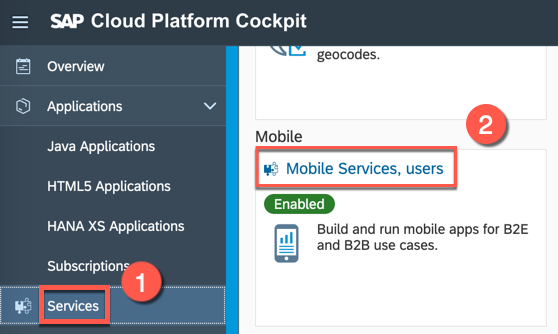 SAP Cloud Platform Cockpit
Overview
Applications
Java Applications
HTML5 Applications
HANA XS Applications
Subscriptions
1
Services
geocodes.
Mobile
2
Mobile Services, users
Enabled
Build and run mobile apps for B2E
and B2B use cases.